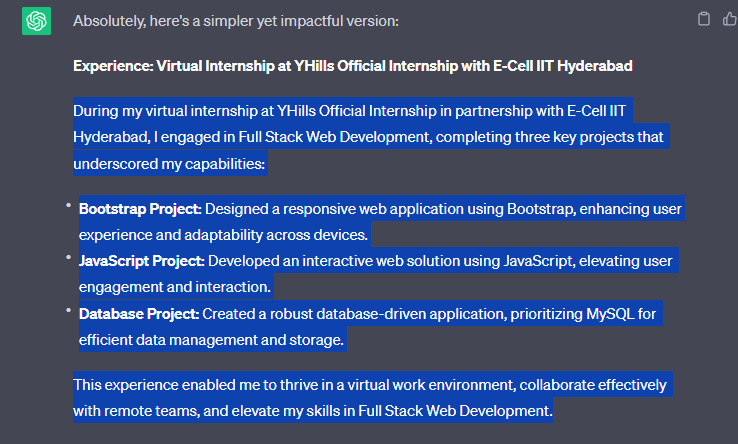 Absolutely, here's a simpler yet impactful version:
Experience: Virtual Internship at YHills Official Internship with E-Cell IIT Hyderabad
During my virtual internship at YHills Official Internship in partnership with E-Cell IIT
Hyderabad, I engaged in Full Stack Web Development, completing three key projects that
underscored my capabilities:
• Bootstrap Project: Designed a responsive web application using Bootstrap, enhancing user
experience and adaptability across devices.
• JavaScript Project: Developed an interactive web solution using JavaScript, elevating user
engagement and interaction.
• Database Project: Created a robust database-driven application, prioritizing MySQL for
efficient data management and storage.
This experience enabled me to thrive in a virtual work environment, collaborate effectively
with remote teams, and elevate my skills in Full Stack Web Development.